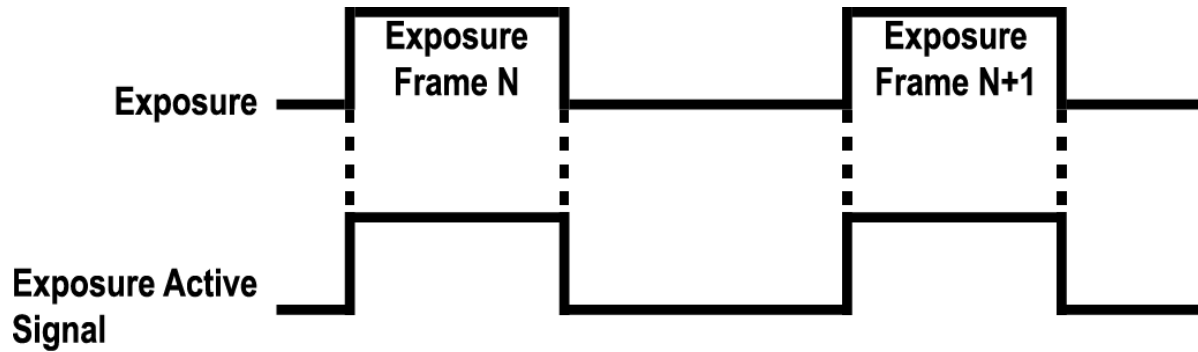 Exposure
Frame N
Exposure
Frame N+1
Exposure
Exposure Active
Signal